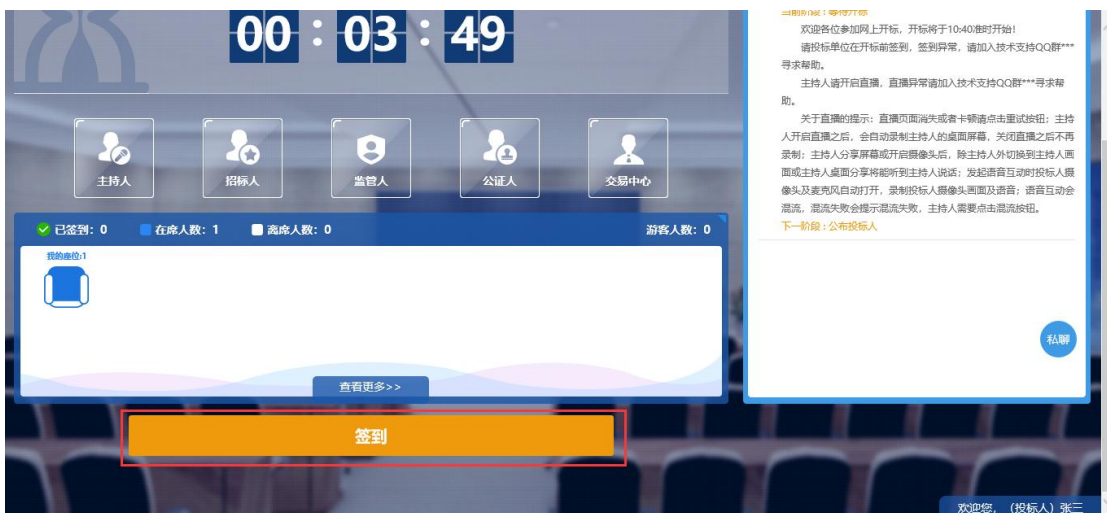 00 : 03 : 49
主持人
招标人
监管人
公证人
交易中心
已签到: 0 在席人数: 1 离席人数: 0 游客人数: 0
我的座位:1
查看更多>>
签到
当前阶段 : 等待开标
欢迎各位参加网上开标，开标将于10:40准时开始!
请投标单位在开标前签到，签到异常，请加入技术支持QQ群***
寻求帮助。
主持人请开启直播，直播异常请加入技术支持QQ群***寻求帮
助。
关于直播的提示：直播页面消失或者卡顿请点击重试按钮；主持
人开启直播之后，会自动录制主持人的桌面屏幕，关闭直播之后不再
录制；主持人分享屏幕或开启摄像头后，除主持人外切换到主持人画
面或主持人桌面分享将能听到主持人说话；发起语音互动时投标人摄
像头及麦克风自动打开，录制投标人摄像头画面及语音；语音互动会
混流，混流失败会提示混流失败，主持人需要点击混流按钮。
下一阶段 : 公布投标人
私聊
欢迎您，（投标人）张三